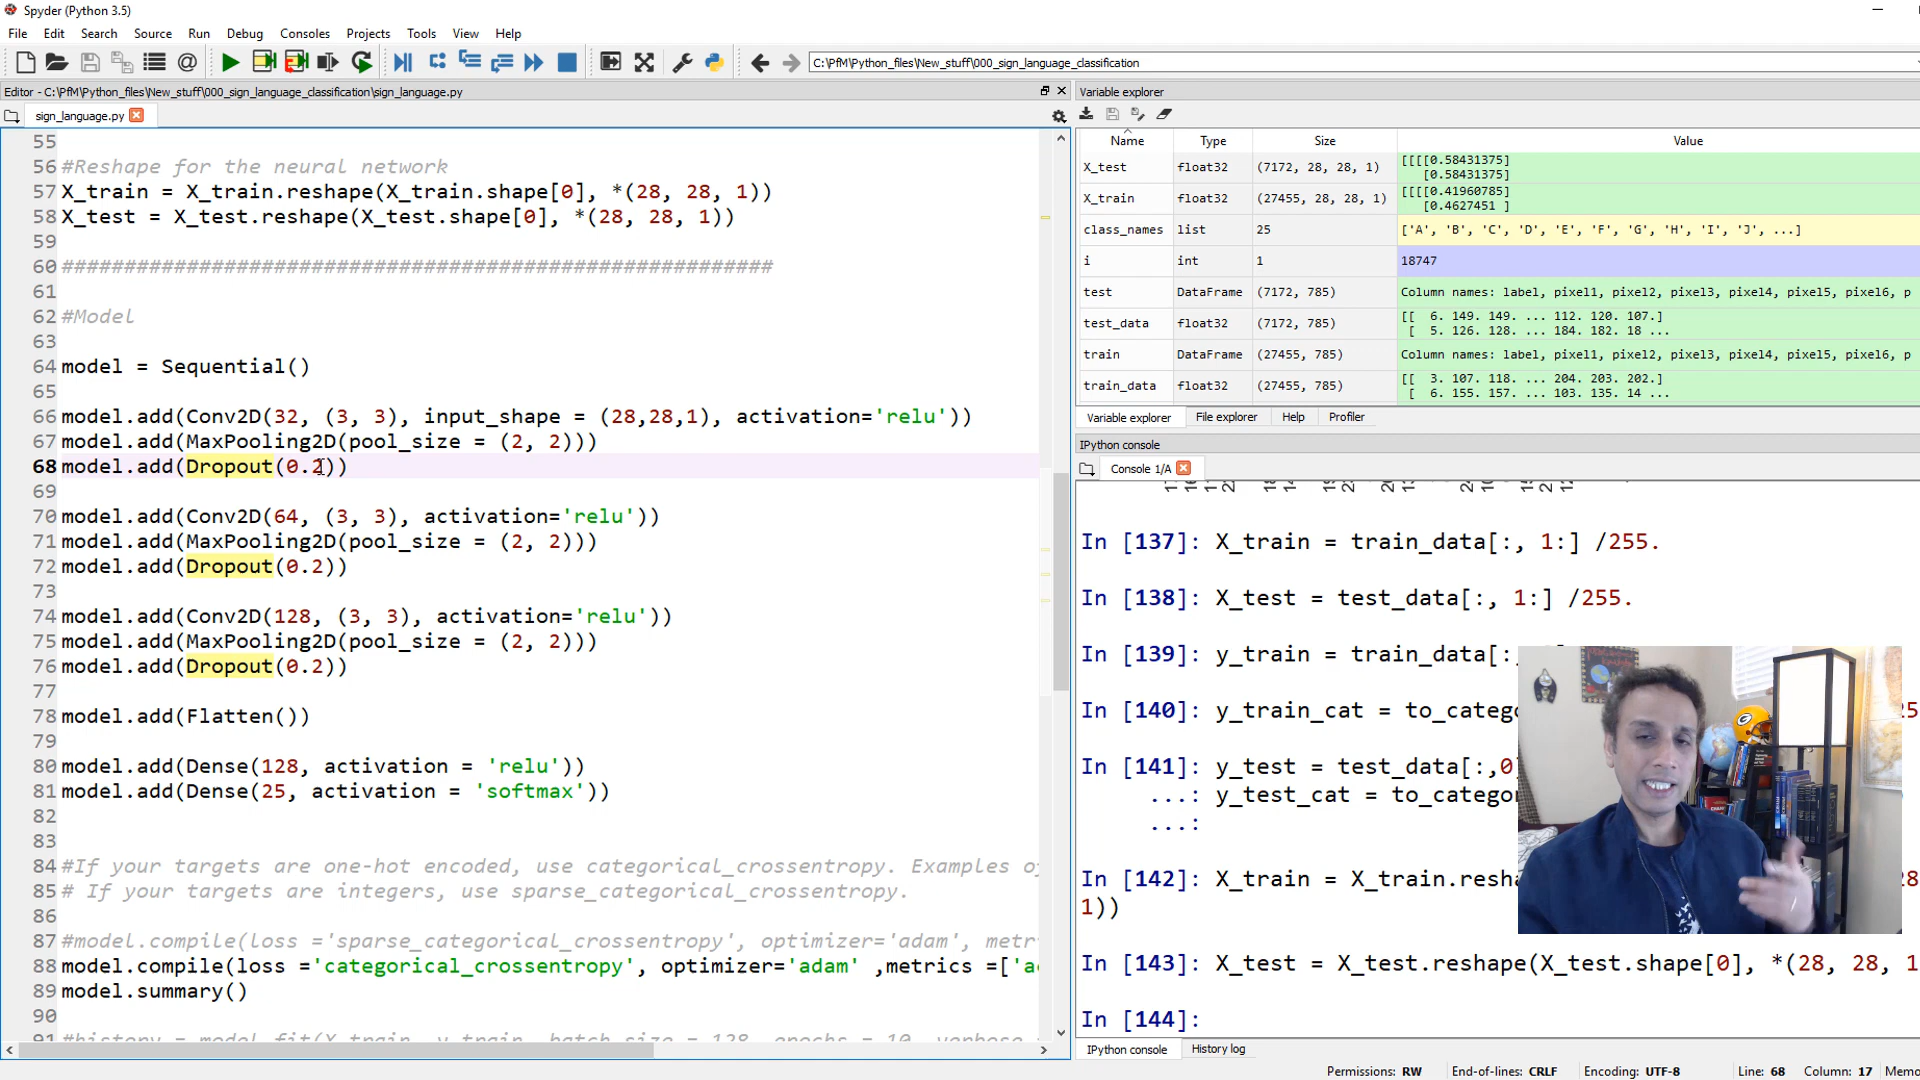 Spyder (Python 3.5)
File Edit Search Source Run Debug Consoles Projects Tools View Help
C:\PfM\Python_files\New_stuff\000_sign_language_classification
Editor - C:\PfM\Python_files\New_stuff\000_sign_language_classification\sign_language.py
sign_language.py
55
56 #Reshape for the neural network
57 X_train = X_train.reshape(X_train.shape[0], *(28, 28, 1))
58 X_test = X_test.reshape(X_test.shape[0], *(28, 28, 1))
59
60 #########################################################
61
62 #Model
63
64 model = Sequential()
65
66 model.add(Conv2D(32, (3, 3), input_shape = (28,28,1), activation='relu'))
67 model.add(MaxPooling2D(pool_size = (2, 2)))
68 model.add(Dropout(0.2))
69
70 model.add(Conv2D(64, (3, 3), activation='relu'))
71 model.add(MaxPooling2D(pool_size = (2, 2)))
72 model.add(Dropout(0.2))
73
74 model.add(Conv2D(128, (3, 3), activation='relu'))
75 model.add(MaxPooling2D(pool_size = (2, 2)))
76 model.add(Dropout(0.2))
77
78 model.add(Flatten())
79
80 model.add(Dense(128, activation = 'relu'))
81 model.add(Dense(25, activation = 'softmax'))
82
83
84 #If your targets are one-hot encoded, use categorical_crossentropy. Examples of
85 # If your targets are integers, use sparse_categorical_crossentropy.
86
87 #model.compile(loss ='sparse_categorical_crossentropy', optimizer='adam', metr
88 model.compile(loss ='categorical_crossentropy', optimizer='adam' ,metrics =['a
89 model.summary()
90
91 #history = model.fit(X_train, y_train, batch_size = 128, epochs = 10, verbose
Variable explorer
Name Type Size Value
X_test float32 (7172, 28, 28, 1) [[[[0.58431375]
[0.58431375]
X_train float32 (27455, 28, 28, 1) [[[[0.41960785]
[0.4627451 ]
class_names list 25 ['A', 'B', 'C', 'D', 'E', 'F', 'G', 'H', 'I', 'J', ...]
i int 1 18747
test DataFrame (7172, 785) Column names: label, pixel1, pixel2, pixel3, pixel4, pixel5, pixel6, p
test_data float32 (7172, 785) [[ 6. 149. 149. ... 112. 120. 107.]
[ 5. 126. 128. ... 184. 182. 18 ...
train DataFrame (27455, 785) Column names: label, pixel1, pixel2, pixel3, pixel4, pixel5, pixel6, p
train_data float32 (27455, 785) [[ 3. 107. 118. ... 204. 203. 202.]
[ 6. 155. 157. ... 103. 135. 14 ...
Variable explorer File explorer Help Profiler
IPython console
Console 1/A
In [137]: X_train = train_data[:, 1:] /255.
In [138]: X_test = test_data[:, 1:] /255.
In [139]: y_train = train_data[:,
In [140]: y_train_cat = to_catego
In [141]: y_test = test_data[:,0]
...: y_test_cat = to_catego
...:
In [142]: X_train = X_train.resha
1))
In [143]: X_test = X_test.reshape(X_test.shape[0], *(28, 28, 1
In [144]:
IPython console History log
Permissions: RW End-of-lines: CRLF Encoding: UTF-8 Line: 68 Column: 17 Memo